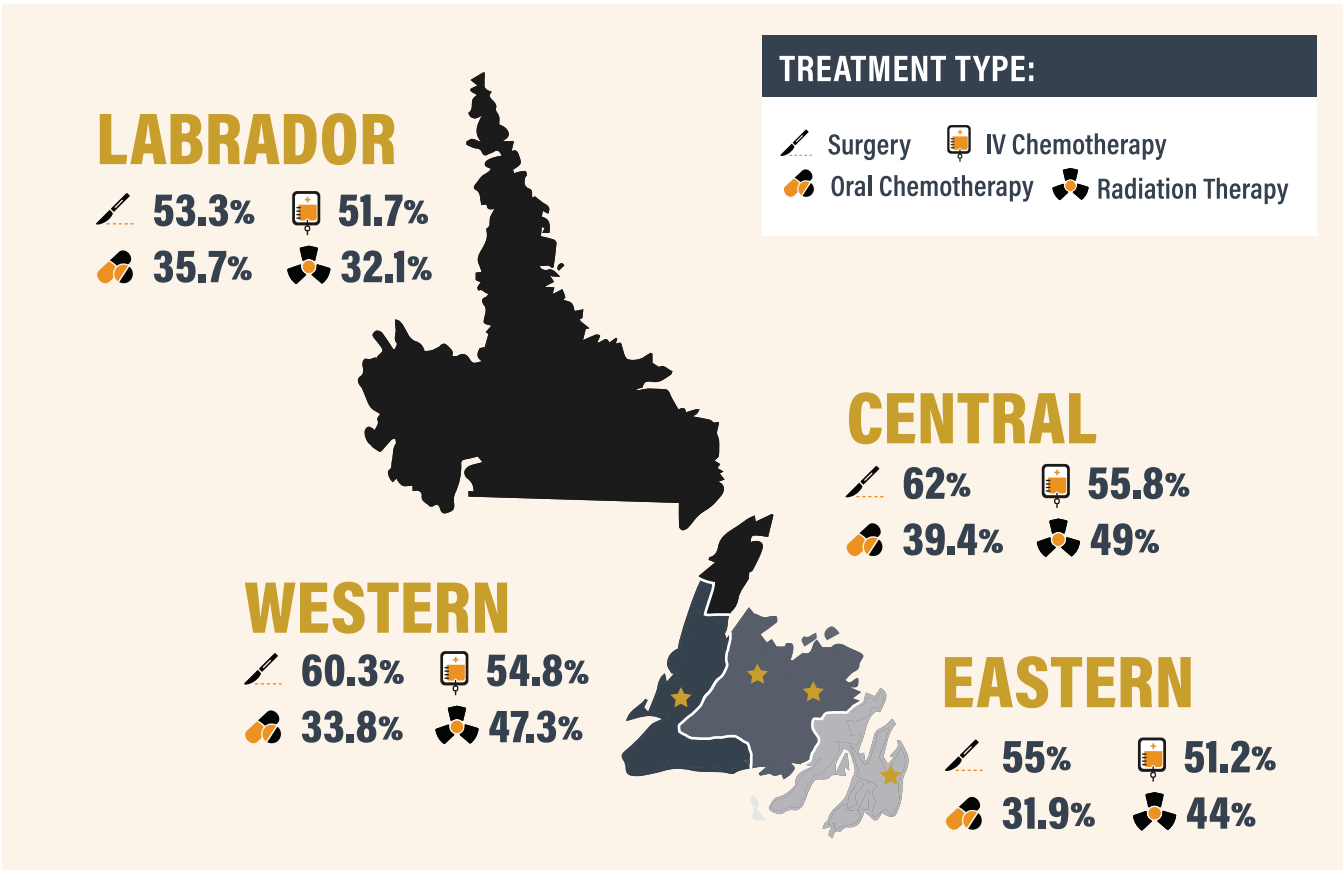 TREATMENT TYPE:
Surgery IV Chemotherapy
Oral Chemotherapy Radiation Therapy
LABRADOR
53.3% 51.7%
35.7% 32.1%
CENTRAL
62% 55.8%
39.4% 49%
WESTERN
60.3% 54.8%
33.8% 47.3%
EASTERN
55% 51.2%
31.9% 44%